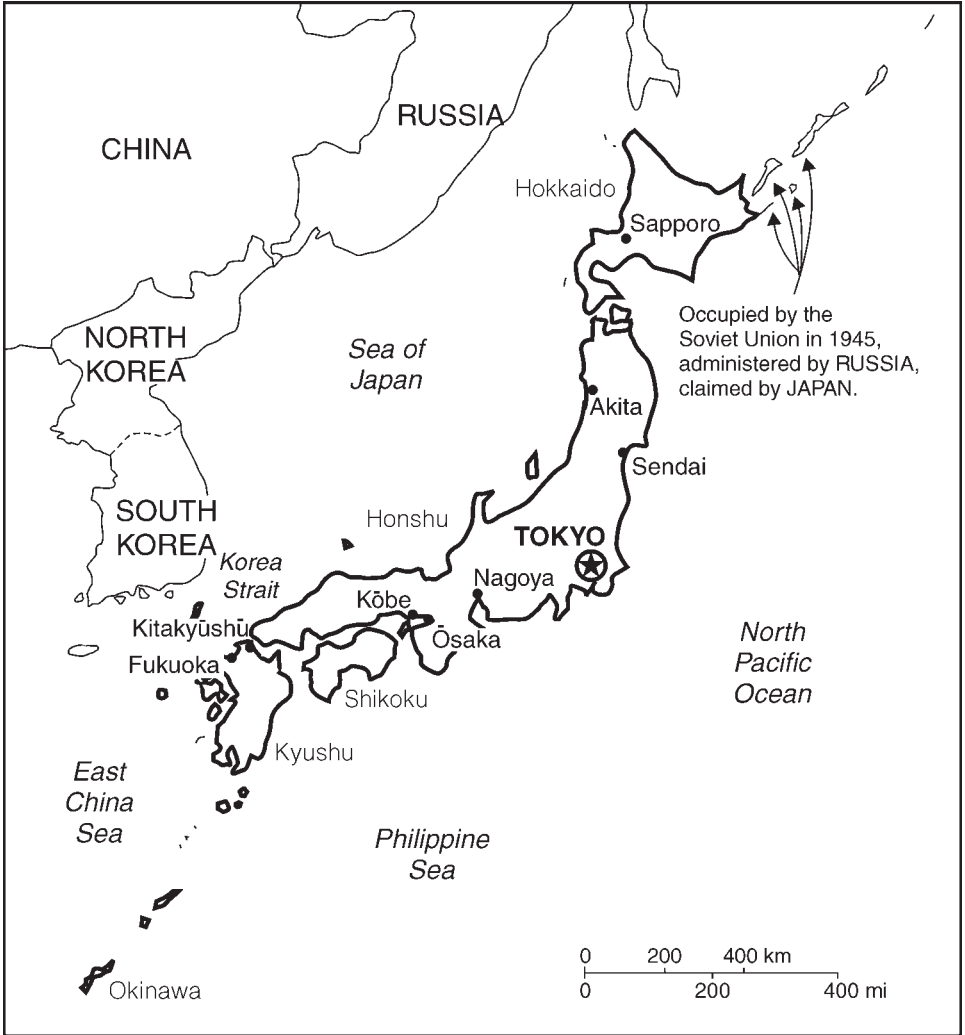 RUSSIA
CHINA
Hokkaido
Sapporo
Occupied by the
Soviet Union in 1945,
administered by RUSSIA,
claimed by JAPAN.
NORTH
KOREA
Sea of
Japan
Akita
Sendai
SOUTH
KOREA
Honshu
TOKYO
Korea
Strait
Nagoya
Kōbe
Kitakyūshū
Ōsaka
Fukuoka
North
Pacific
Ocean
Shikoku
Kyushu
East
China
Sea
Philippine
Sea
Okinawa
0 200 400 km
0 200 400 mi